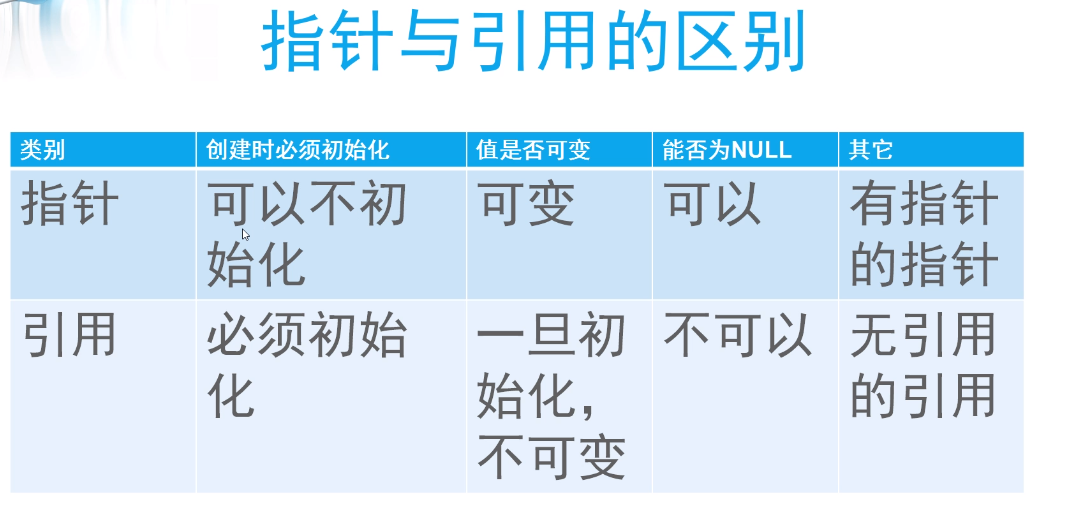 指针与引用的区别
类别 创建时必须初始化 值是否可变 能否为NULL 其它
指针 可以不初 可变 可以 有指针
始化 的指针
引用 必须初始 一旦初 不可以 无引用
化 始化， 的引用
不可变